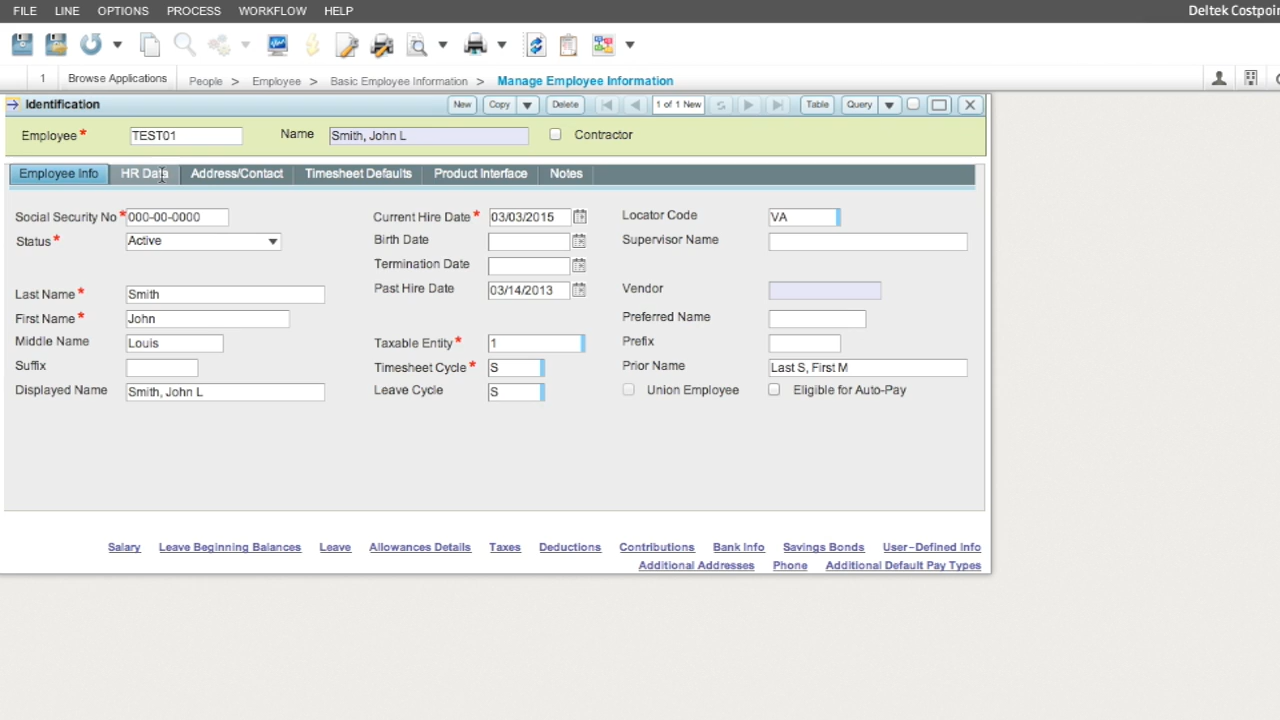 FILE LINE OPTIONS PROCESS WORKFLOW HELP Deltek Costpoin
1 Browse Applications People > Employee > Basic Employee Information > Manage Employee Information
Identification New Copy Delete 1 of 1 New Table Query
Employee * TEST01 Name Smith, John L Contractor
Employee Info HR Data Address/Contact Timesheet Defaults Product Interface Notes
Social Security No * 000-00-0000 Current Hire Date * 03/03/2015 Locator Code VA
Status * Active Birth Date Supervisor Name
Termination Date
Last Name * Smith Past Hire Date 03/14/2013 Vendor
First Name * John Preferred Name
Middle Name Louis Taxable Entity * 1 Prefix
Suffix Timesheet Cycle * S Prior Name Last S, First M
Displayed Name Smith, John L Leave Cycle S Union Employee Eligible for Auto-Pay
Salary Leave Beginning Balances Leave Allowances Details Taxes Deductions Contributions Bank Info Savings Bonds User-Defined Info
Additional Addresses Phone Additional Default Pay Types